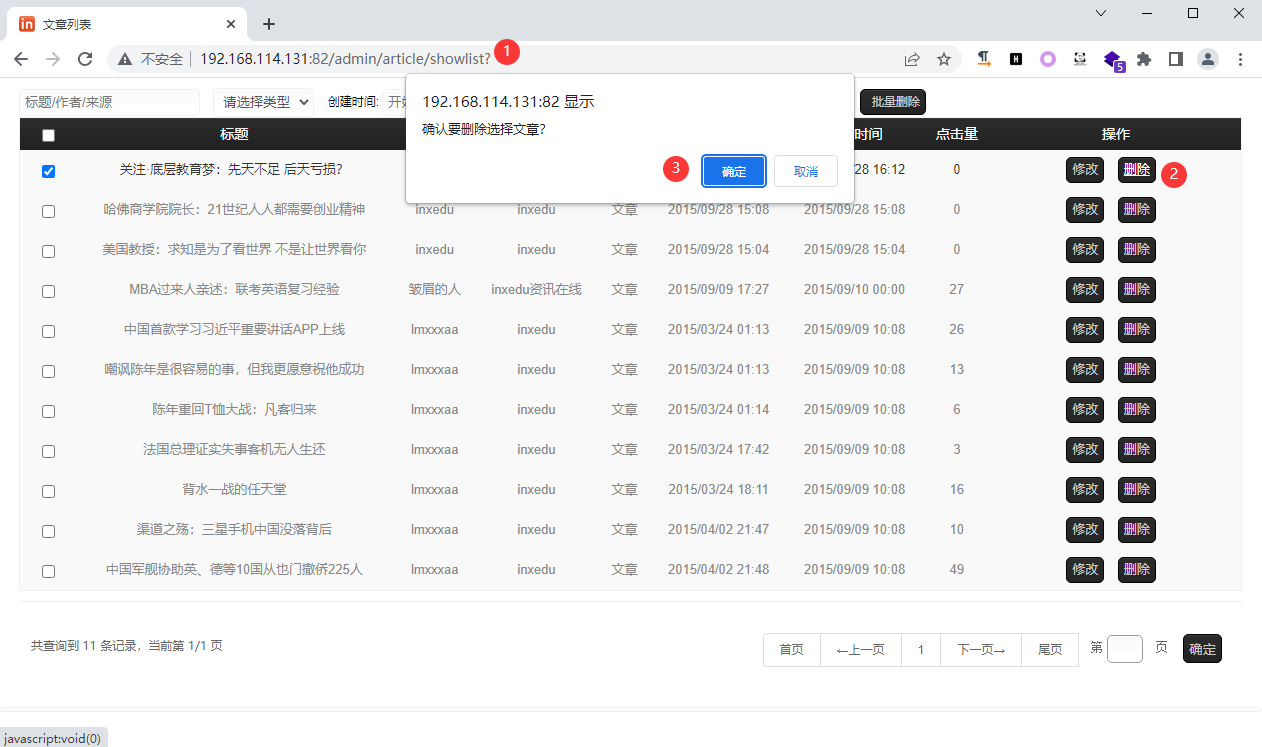 文章列表
不安全 192.168.114.131:82/admin/article/showlist? 1
5
标题/作者/来源 请选择类型 创建时间: 批量删除
192.168.114.131:82 显示
确认要删除选择文章?
3 确定 取消
标题 时间 点击量 操作
关注·底层教育梦：先天不足 后天亏损? 28 16:12 0 修改 删除 2
哈佛商学院院长：21世纪人人都需要创业精神 inxedu inxedu 文章 2015/09/28 15:08 2015/09/28 15:08 0 修改 删除
美国教授：求知是为了看世界 不是让世界看你 inxedu inxedu 文章 2015/09/28 15:04 2015/09/28 15:04 0 修改 删除
MBA过来人亲述：联考英语复习经验 皱眉的人 inxedu资讯在线 文章 2015/09/09 17:27 2015/09/10 00:00 27 修改 删除
中国首款学习习近平重要讲话APP上线 lmxxxaa inxedu 文章 2015/03/24 01:13 2015/09/09 10:08 26 修改 删除
嘲讽陈年是很容易的事，但我更愿意祝他成功 lmxxxaa inxedu 文章 2015/03/24 01:13 2015/09/09 10:08 13 修改 删除
陈年重回T恤大战：凡客归来 lmxxxaa inxedu 文章 2015/03/24 01:14 2015/09/09 10:08 6 修改 删除
法国总理证实失事客机无人生还 lmxxxaa inxedu 文章 2015/03/24 17:42 2015/09/09 10:08 3 修改 删除
背水一战的任天堂 lmxxxaa inxedu 文章 2015/03/24 18:11 2015/09/09 10:08 16 修改 删除
渠道之殇：三星手机中国没落背后 lmxxxaa inxedu 文章 2015/04/02 21:47 2015/09/09 10:08 10 修改 删除
中国军舰协助英、德等10国从也门撤侨225人 lmxxxaa inxedu 文章 2015/04/02 21:48 2015/09/09 10:08 49 修改 删除
共查询到 11 条记录，当前第 1/1 页 首页 ←上一页 1 下一页→ 尾页 第 页 确定
javascript:void(0)